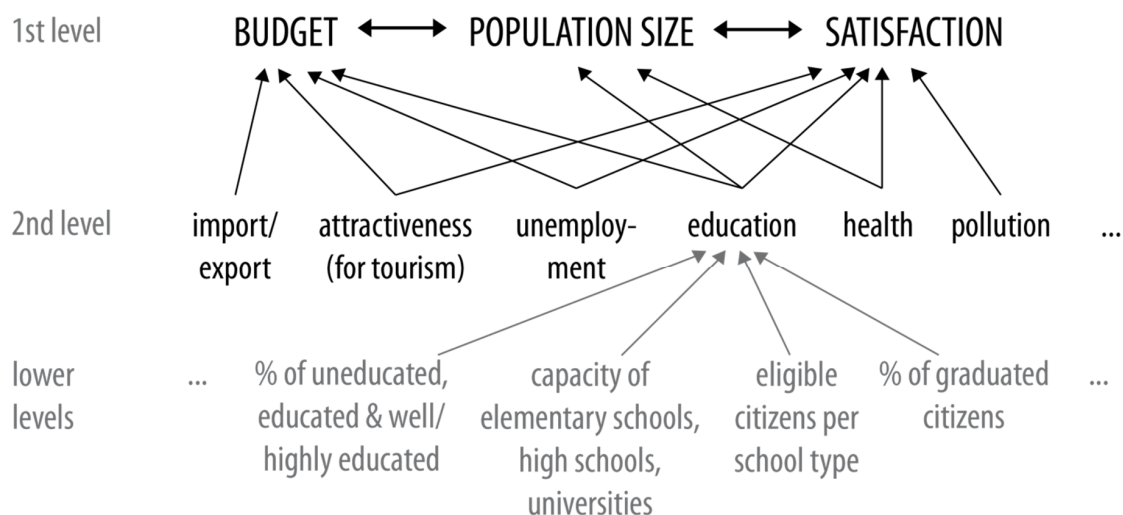 1st level BUDGET POPULATION SIZE SATISFACTION
2nd level import/ attractiveness unemploy- education health pollution ...
export (for tourism) ment
lower ... % of uneducated, capacity of eligible % of graduated ...
levels educated & well/ elementary schools, citizens per citizens
highly educated high schools, school type
universities